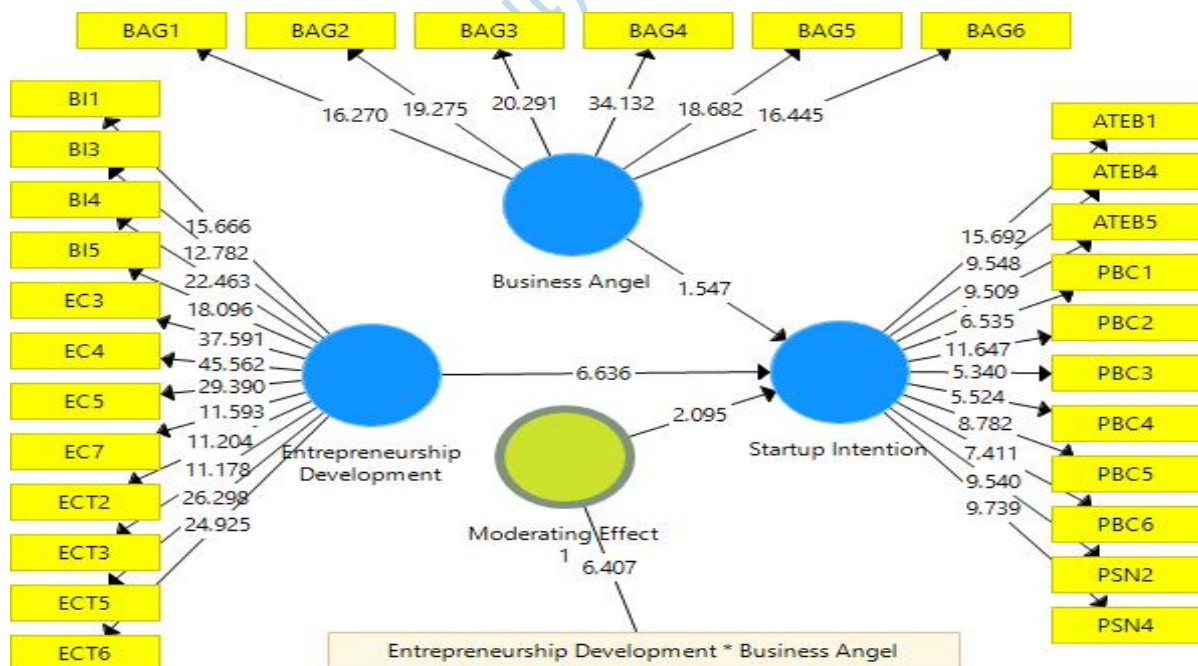 BAG1 BAG2 BAG3 BAG4 BAG5 BAG6
16.270 19.275 20.291 34.132 18.682 16.445
Business Angel
1.547
BI1
BI3
BI4
BI5
EC3
EC4
EC5
EC7
ECT2
ECT3
ECT5
ECT6
15.666
12.782
22.463
18.096
37.591
45.562
29.390
11.593
11.204
11.178
26.298
24.925
Entrepreneurship
Development
6.636
2.095
Moderating Effect
1
6.407
Entrepreneurship Development * Business Angel
Startup Intention
15.692
9.548
9.509
6.535
11.647
5.340
5.524
8.782
7.411
9.540
9.739
ATEB1
ATEB4
ATEB5
PBC1
PBC2
PBC3
PBC4
PBC5
PBC6
PSN2
PSN4